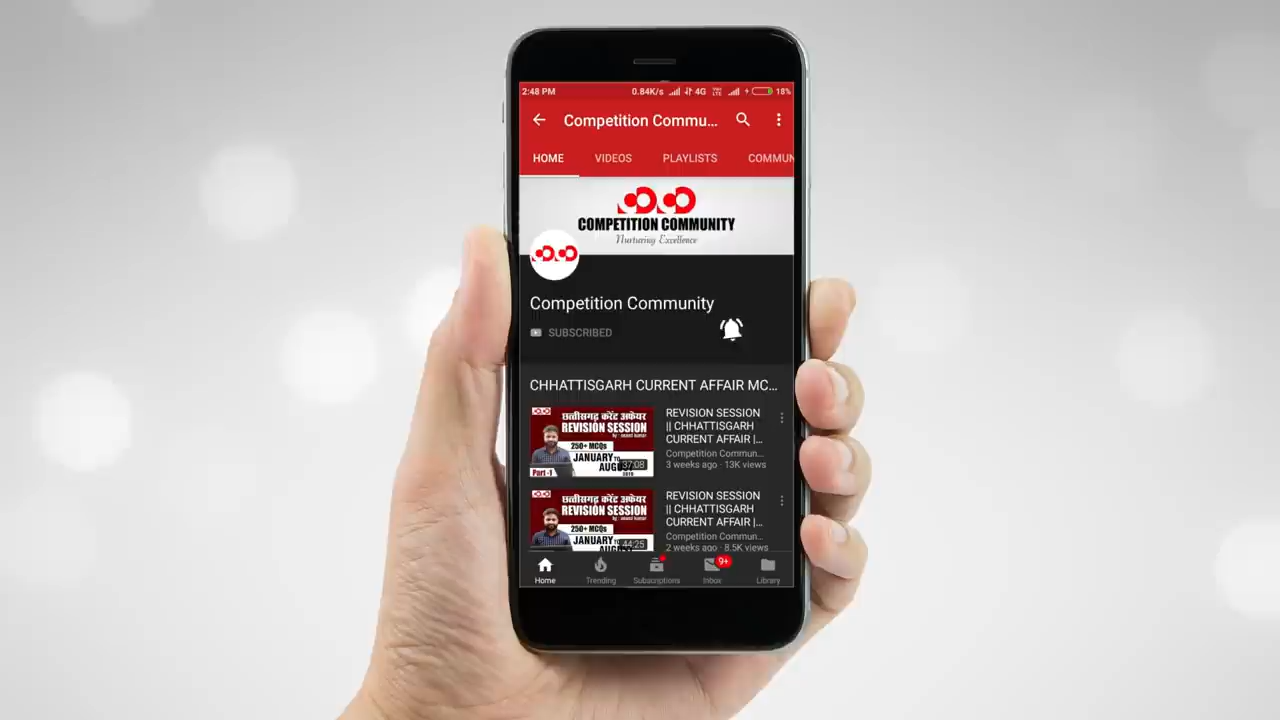 2:48 PM 0.84K/s 4G VoLTE 18%
Competition Commu...
HOME VIDEOS PLAYLISTS COMMUN
COMPETITION COMMUNITY
Nurturing Excellence
Competition Community
SUBSCRIBED
CHHATTISGARH CURRENT AFFAIR MC...
छत्तीसगढ़ करेंट अफेयर
REVISION SESSION
250+ MCQs
JANUARY TO
AUGUST
37:08
Part -1
REVISION SESSION
|| CHHATTISGARH
CURRENT AFFAIR |...
Competition Commun...
3 weeks ago · 13K views
छत्तीसगढ़ करेंट अफेयर
REVISION SESSION
250+ MCQs
JANUARY TO
44:25
REVISION SESSION
|| CHHATTISGARH
CURRENT AFFAIR |...
Competition Commun...
2 weeks ago · 8.5K views
9+
Home Trending Subscriptions Inbox Library